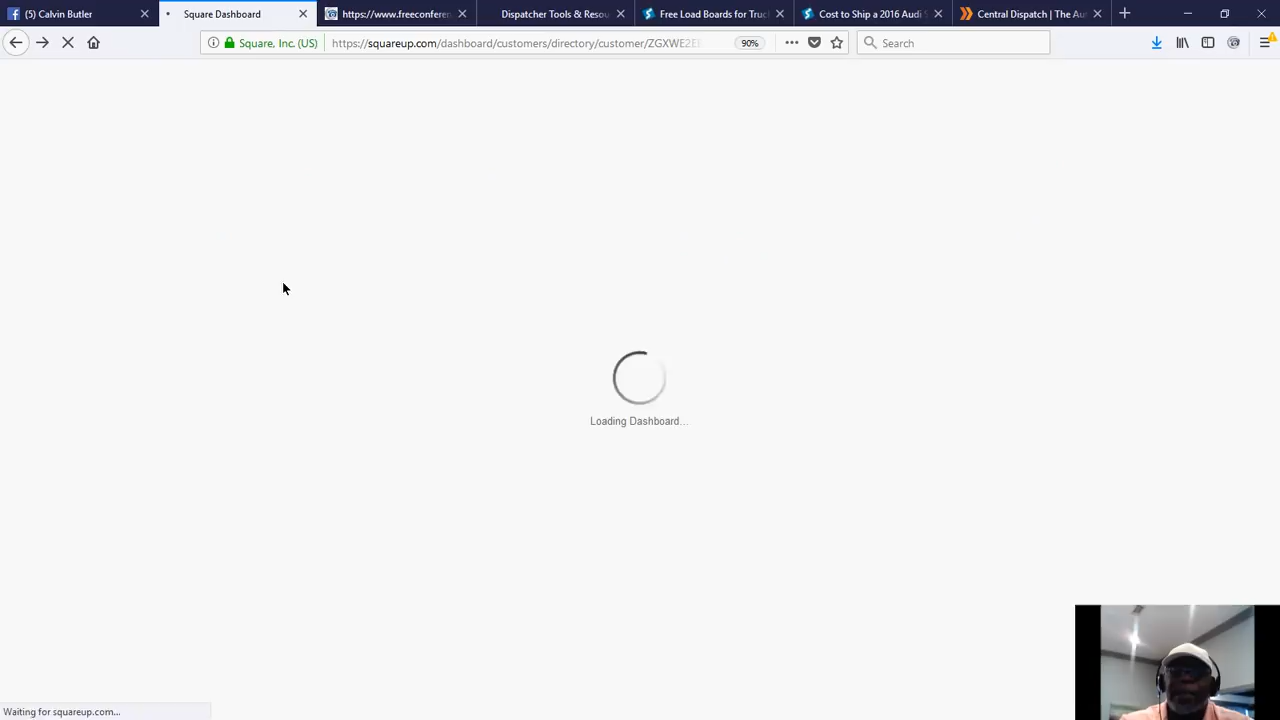 (5) Calvin Butler
Square Dashboard
https://www.freeconferen
Dispatcher Tools & Resou
Free Load Boards for Truck
Cost to Ship a 2016 Audi S
Central Dispatch | The Au
Square, Inc. (US)
https://squareup.com/dashboard/customers/directory/customer/ZGXWE2E
90%
Search
Loading Dashboard...
Waiting for squareup.com...